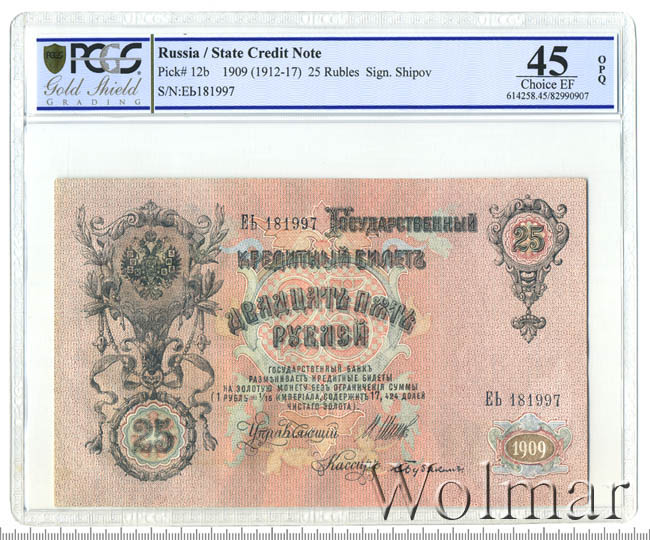 PCGS
Gold Shield
GRADING
Russia / State Credit Note
Pick# 12b 1909 (1912-17) 25 Rubles Sign. Shipov
S/N:ЕЬ181997
45
Choice EF
614258.45/82990907
OPQ
ЕЬ 181997
Государственный
кредитный билетъ
двадцать пять
рублей
25
ГОСУДАРСТВЕННЫЙ БАНКЪ
РАЗМѢНИВАЕТЪ КРЕДИТНЫЕ БИЛЕТЫ
НА ЗОЛОТУЮ МОНЕТУ БЕЗЪ ОГРАНИЧЕНІЯ СУММЫ
(1 РУБЛЬ = 1/15 ИМПЕРІАЛА, СОДЕРЖИТЪ 17,424 ДОЛЕЙ
ЧИСТАГО ЗОЛОТА).
ЕЬ 181997
25
Управляющій
Кассиръ
1909
Wolmar